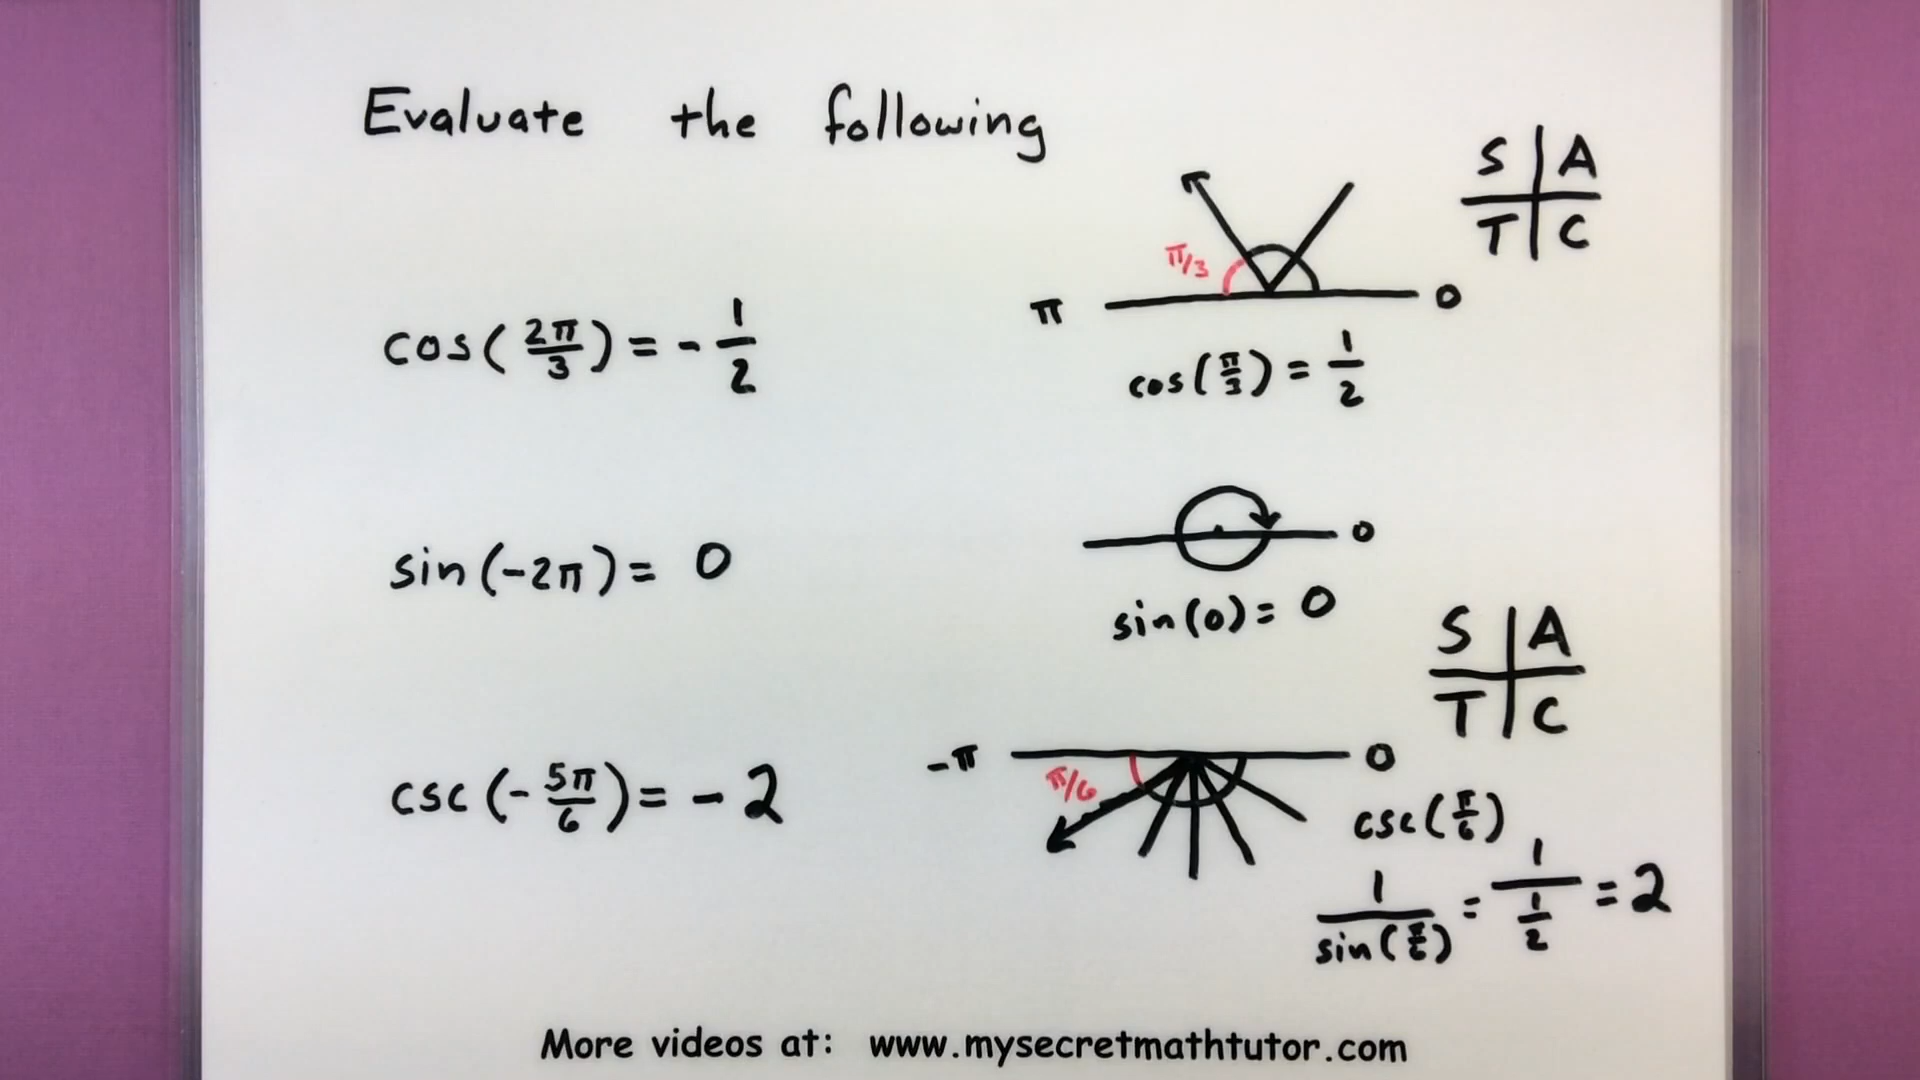 Evaluate the following
S A
T C
π/3
π 0
cos(2π/3) = - 1/2
cos(π/3) = 1/2
0
sin(-2π) = 0
sin(0) = 0
S A
T C
-π 0
π/6
csc(- 5π/6) = - 2
csc(π/6)
1/sin(π/6) = 1/(1/2) = 2
More videos at: www.mysecretmathtutor.com